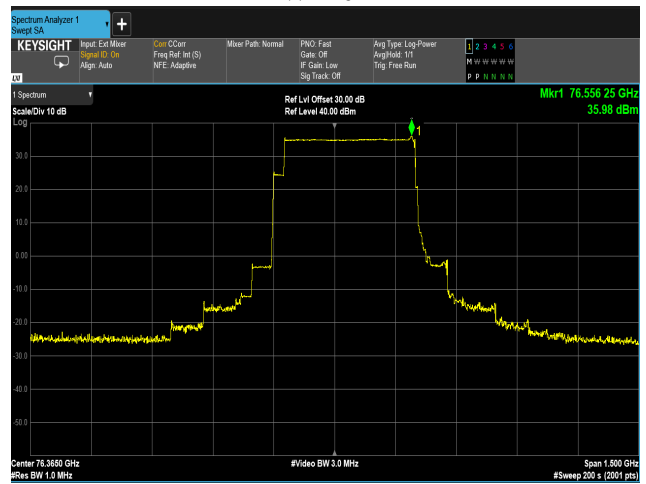 Spectrum Analyzer 1
Swept SA
+
KEYSIGHT
LXI
Input: Ext Mixer
Signal ID: On
Align: Auto
Corr CCorr
Freq Ref: Int (S)
NFE: Adaptive
Mixer Path: Normal
PNO: Fast
Gate: Off
IF Gain: Low
Sig Track: Off
Avg Type: Log-Power
Avg|Hold: 1/1
Trig: Free Run
1 2 3 4 5 6
M W W W W W
P P N N N N
1 Spectrum
Scale/Div 10 dB
Ref Lvl Offset 30.00 dB
Ref Level 40.00 dBm
Mkr1 76.556 25 GHz
35.98 dBm
Log
1
30.0
20.0
10.0
0.00
-10.0
-20.0
-30.0
-40.0
-50.0
Center 76.3650 GHz
#Res BW 1.0 MHz
#Video BW 3.0 MHz
Span 1.500 GHz
#Sweep 200 s (2001 pts)